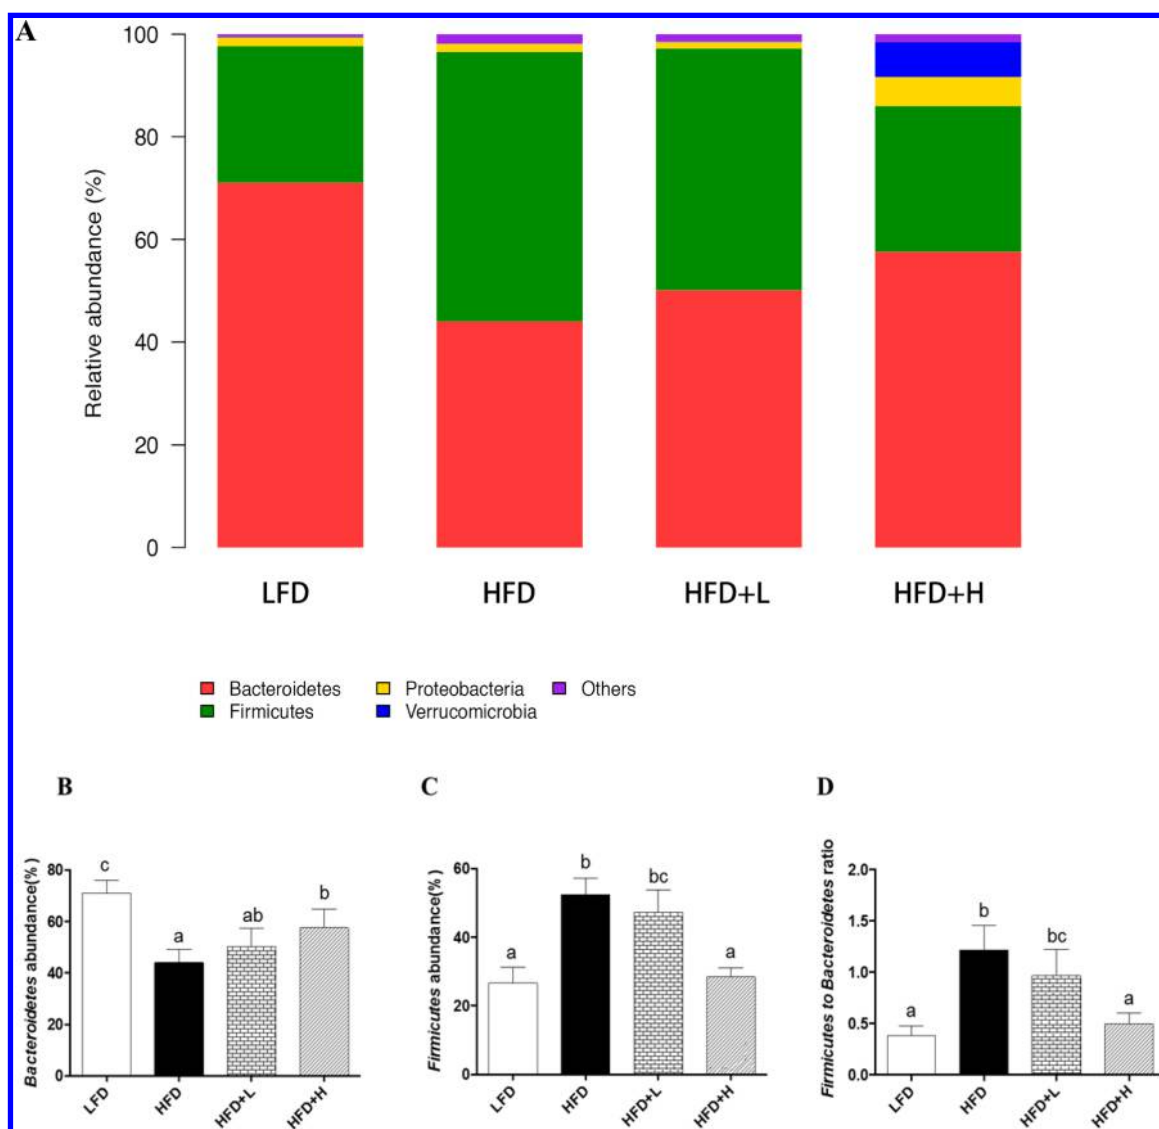 A
Relative abundance (%)
100
80
60
40
20
0
LFD HFD HFD+L HFD+H
Bacteroidetes Proteobacteria Others
Firmicutes Verrucomicrobia
B
Bacteroidetes abundance(%)
80
60
40
20
0
c a ab b
LFD HFD HFD+L HFD+H
C
Firmicutes abundance(%)
60
40
20
0
a b bc a
LFD HFD HFD+L HFD+H
D
Firmicutes to Bacteroidetes ratio
2.0
1.5
1.0
0.5
0.0
a b bc a
LFD HFD HFD+L HFD+H